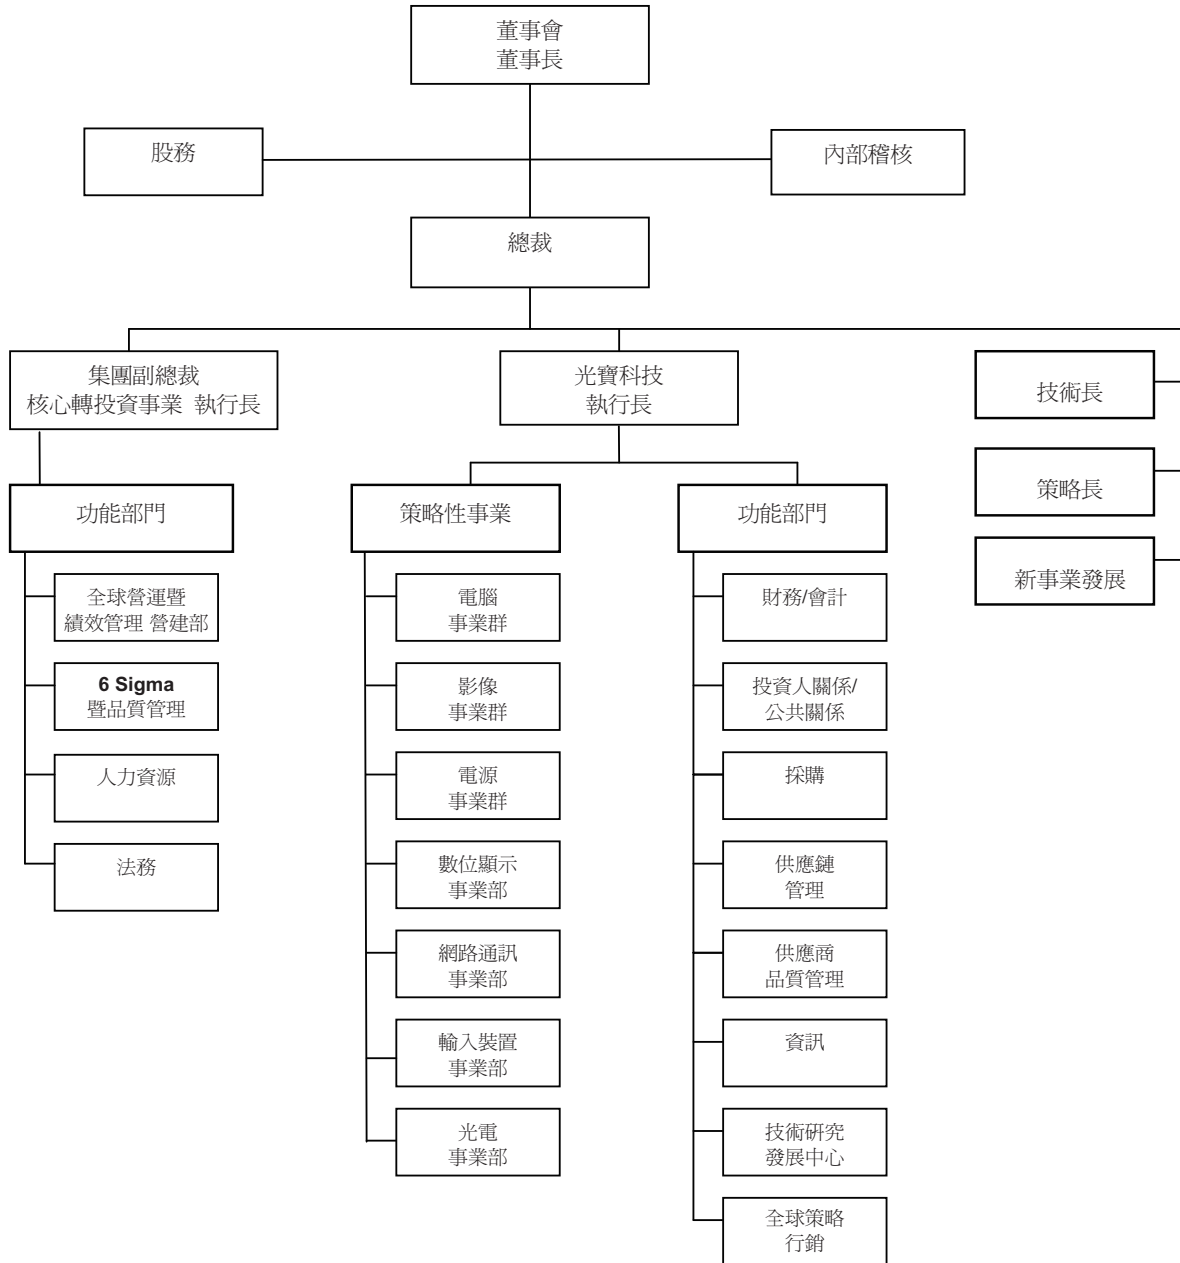 董事會
董事長
股務
內部稽核
總裁
集團副總裁
核心轉投資事業 執行長
光寶科技
執行長
技術長
策略長
新事業發展
功能部門
全球營運暨
績效管理 營建部
6 Sigma
暨品質管理
人力資源
法務
策略性事業
電腦
事業群
影像
事業群
電源
事業群
數位顯示
事業部
網路通訊
事業部
輸入裝置
事業部
光電
事業部
功能部門
財務/會計
投資人關係/
公共關係
採購
供應鏈
管理
供應商
品質管理
資訊
技術研究
發展中心
全球策略
行銷